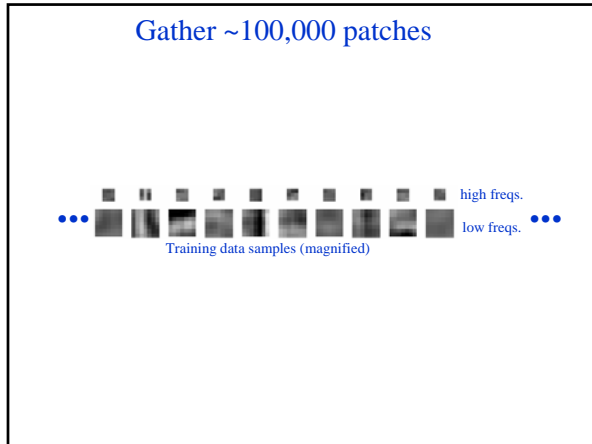 Gather ~100,000 patches
high freqs.
••• low freqs. •••
Training data samples (magnified)